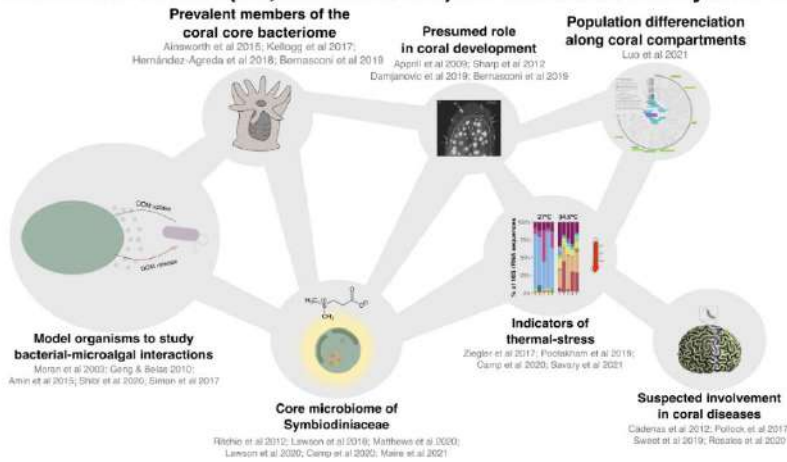 Prevalent members of the
coral core bacteriome
Ainsworth et al 2015; Kellogg et al 2017;
Hernández-Agreda et al 2018; Bernasconi et al 2019
Presumed role
in coral development
Apprill et al 2009; Sharp et al 2012
Damjanovic et al 2019; Bernasconi et al 2019
Population differenciation
along coral compartments
Luo et al 2021
DOM uptake
DOM release
Model organisms to study
bacterial-microalgal interactions
Moran et al 2003; Geng & Belas 2010;
Amin et al 2015; Shibl et al 2020; Simon et al 2017
H₃C
CH₃
O
Core microbiome of
Symbiodiniaceae
Ritchie et al 2012; Lawson et al 2018; Matthews et al 2020;
Lawson et al 2020; Camp et al 2020; Maire et al 2021
27°C
100%
75%
50%
25%
% of 16S rRNA sequences
Indicators of
thermal-stress
Ziegler et al 2017; Pootakham et al 2019;
Camp et al 2020; Savary et al 2021
Suspected involvement
in coral diseases
Cádenas et al 2012; Pollock et al 2017
Sweet et al 2019; Rosales et al 2020